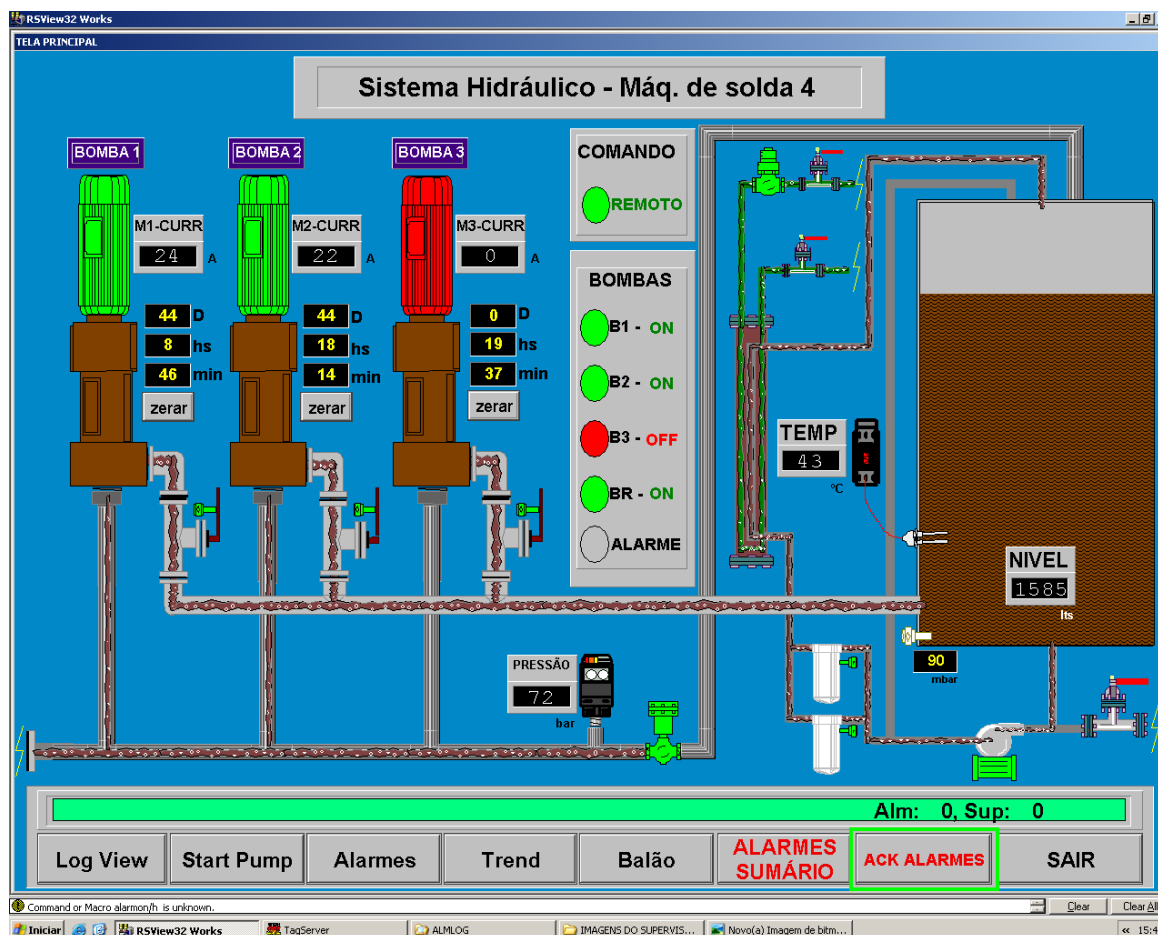 RSView32 Works
TELA PRINCIPAL
Sistema Hidráulico - Máq. de solda 4
BOMBA 1
BOMBA 2
BOMBA 3
M1-CURR
24 A
M2-CURR
22 A
M3-CURR
0 A
44 D
8 hs
46 min
zerar
44 D
18 hs
14 min
zerar
0 D
19 hs
37 min
zerar
COMANDO
REMOTO
BOMBAS
B1 - ON
B2 - ON
B3 - OFF
BR - ON
ALARME
TEMP
43
°C
NIVEL
1585
lts
90
mbar
PRESSÃO
72
bar
Alm: 0, Sup: 0
Log View
Start Pump
Alarmes
Trend
Balão
ALARMES
SUMÁRIO
ACK ALARMES
SAIR
Command or Macro alarmon/h is unknown.
Clear
Clear All
Iniciar
RSView32 Works
TagServer
ALMLOG
IMAGENS DO SUPERVIS...
Novo(a) Imagem de bitm...
15:4